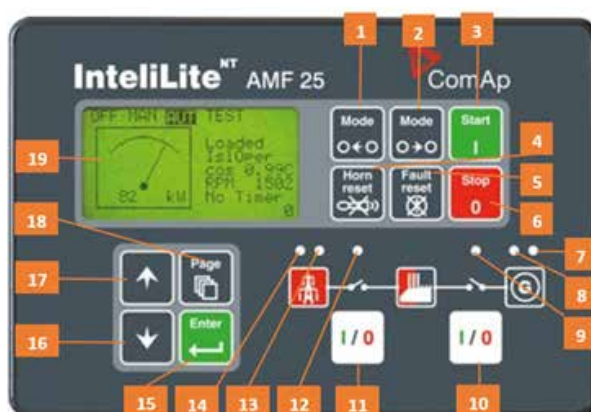 1 2 3
InteliLite NT AMF 25
ComAp
OFF MAN AUT TEST
Loaded
IslOper
cos 0.99C
RPM 1502
No Timer
0
82 kW
Mode
Mode
Start
I
4
Horn reset
Fault reset
Stop
0
5
6
19
18
17
Page
16
Enter
7
8
9
G
I / 0
I / 0
15 14 13 12 11 10